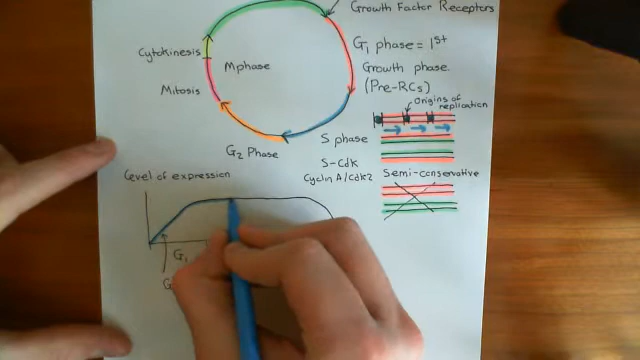 Growth Factor Receptors
G1 phase = 1st
Growth phase
(Pre-RCs)
Cytokinesis
M phase
Mitosis
Origins of
replication
G2 Phase
S phase
S-Cdk
Cyclin A/Cdk2
Semi-conservative
Level of expression
G1